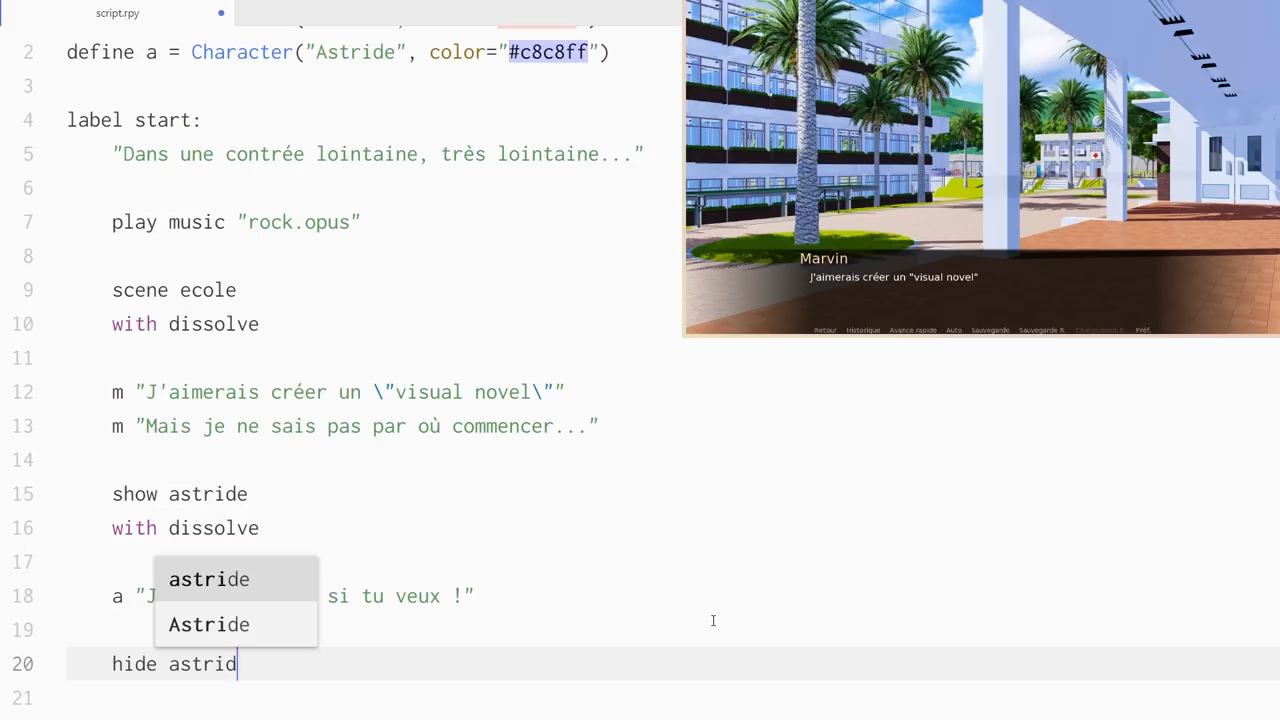 script.rpy
2 define a = Character("Astride", color="#c8c8ff")
3
4 label start:
5 "Dans une contrée lointaine, très lointaine..."
6
7 play music "rock.opus"
8
9 scene ecole
10 with dissolve
11
12 m "J'aimerais créer un \"visual novel\""
13 m "Mais je ne sais pas par où commencer..."
14
15 show astride
16 with dissolve
17
18 a "J si tu veux !"
19
20 hide astrid
21
astride
Astride
Marvin
J'aimerais créer un "visual novel"
Retour Historique Avance rapide Auto Sauvegarde Sauvegarde R. Chargement R. Préf.